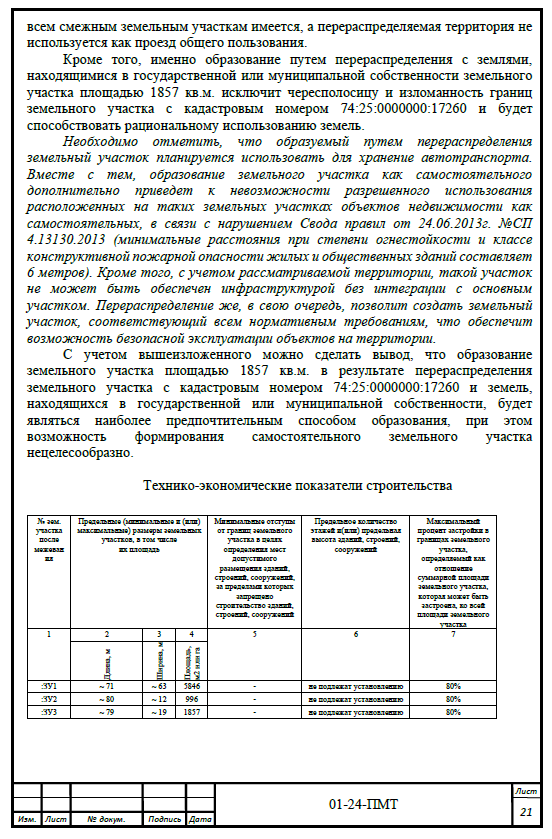 всем смежным земельным участкам имеется, а перераспределяемая территория не
используется как проезд общего пользования.
Кроме того, именно образование путем перераспределения с землями,
находящимися в государственной или муниципальной собственности земельного
участка площадью 1857 кв.м. исключит чересполосицу и изломанность границ
земельного участка с кадастровым номером 74:25:0000000:17260 и будет
способствовать рациональному использованию земель.
Необходимо отметить, что образуемый путем перераспределения
земельный участок планируется использовать для хранение автотранспорта.
Вместе с тем, образование земельного участка как самостоятельного
дополнительно приведет к невозможности разрешенного использования
расположенных на таких земельных участках объектов недвижимости как
самостоятельных, в связи с нарушением Свода правил от 24.06.2013г. №СП
4.13130.2013 (минимальные расстояния при степени огнестойкости и классе
конструктивной пожарной опасности жилых и общественных зданий составляет
6 метров). Кроме того, с учетом рассматриваемой территории, такой участок
не может быть обеспечен инфраструктурой без интеграции с основным
участком. Перераспределение же, в свою очередь, позволит создать земельный
участок, соответствующий всем нормативным требованиям, что обеспечит
возможность безопасной эксплуатации объектов на территории.
С учетом вышеизложенного можно сделать вывод, что образование
земельного участка площадью 1857 кв.м. в результате перераспределения
земельного участка с кадастровым номером 74:25:0000000:17260 и земель,
находящихся в государственной или муниципальной собственности, будет
являться наиболее предпочтительным способом образования, при этом
возможность формирования самостоятельного земельного участка
нецелесообразно.
Технико-экономические показатели строительства
№ зем.
участка
после
межеван
ия
Предельные (минимальные и (или)
максимальные) размеры земельных
участков, в том числе
их площадь
Минимальные отступы
от границ земельного
участка в целях
определения мест
допустимого
размещения зданий,
строений, сооружений,
за пределами которых
запрещено
строительство зданий,
строений, сооружений
Предельное количество
этажей и(или) предельная
высота зданий, строений,
сооружений
Максимальный
процент застройки в
границах земельного
участка,
определяемый как
отношение
суммарной площади
земельного участка,
которая может быть
застроена, ко всей
площади земельного
участка
1 2 3 4 5 6 7
Длина, м
Ширина, м
Площадь,
м2 или га
:ЗУ1 ~ 71 ~ 63 5846 - не подлежат установлению 80%
:ЗУ2 ~ 80 ~ 12 996 - не подлежат установлению 80%
:ЗУ3 ~ 79 ~ 19 1857 - не подлежат установлению 80%
01-24-ПМТ
Лист
21
Изм. Лист № докум. Подпись Дата